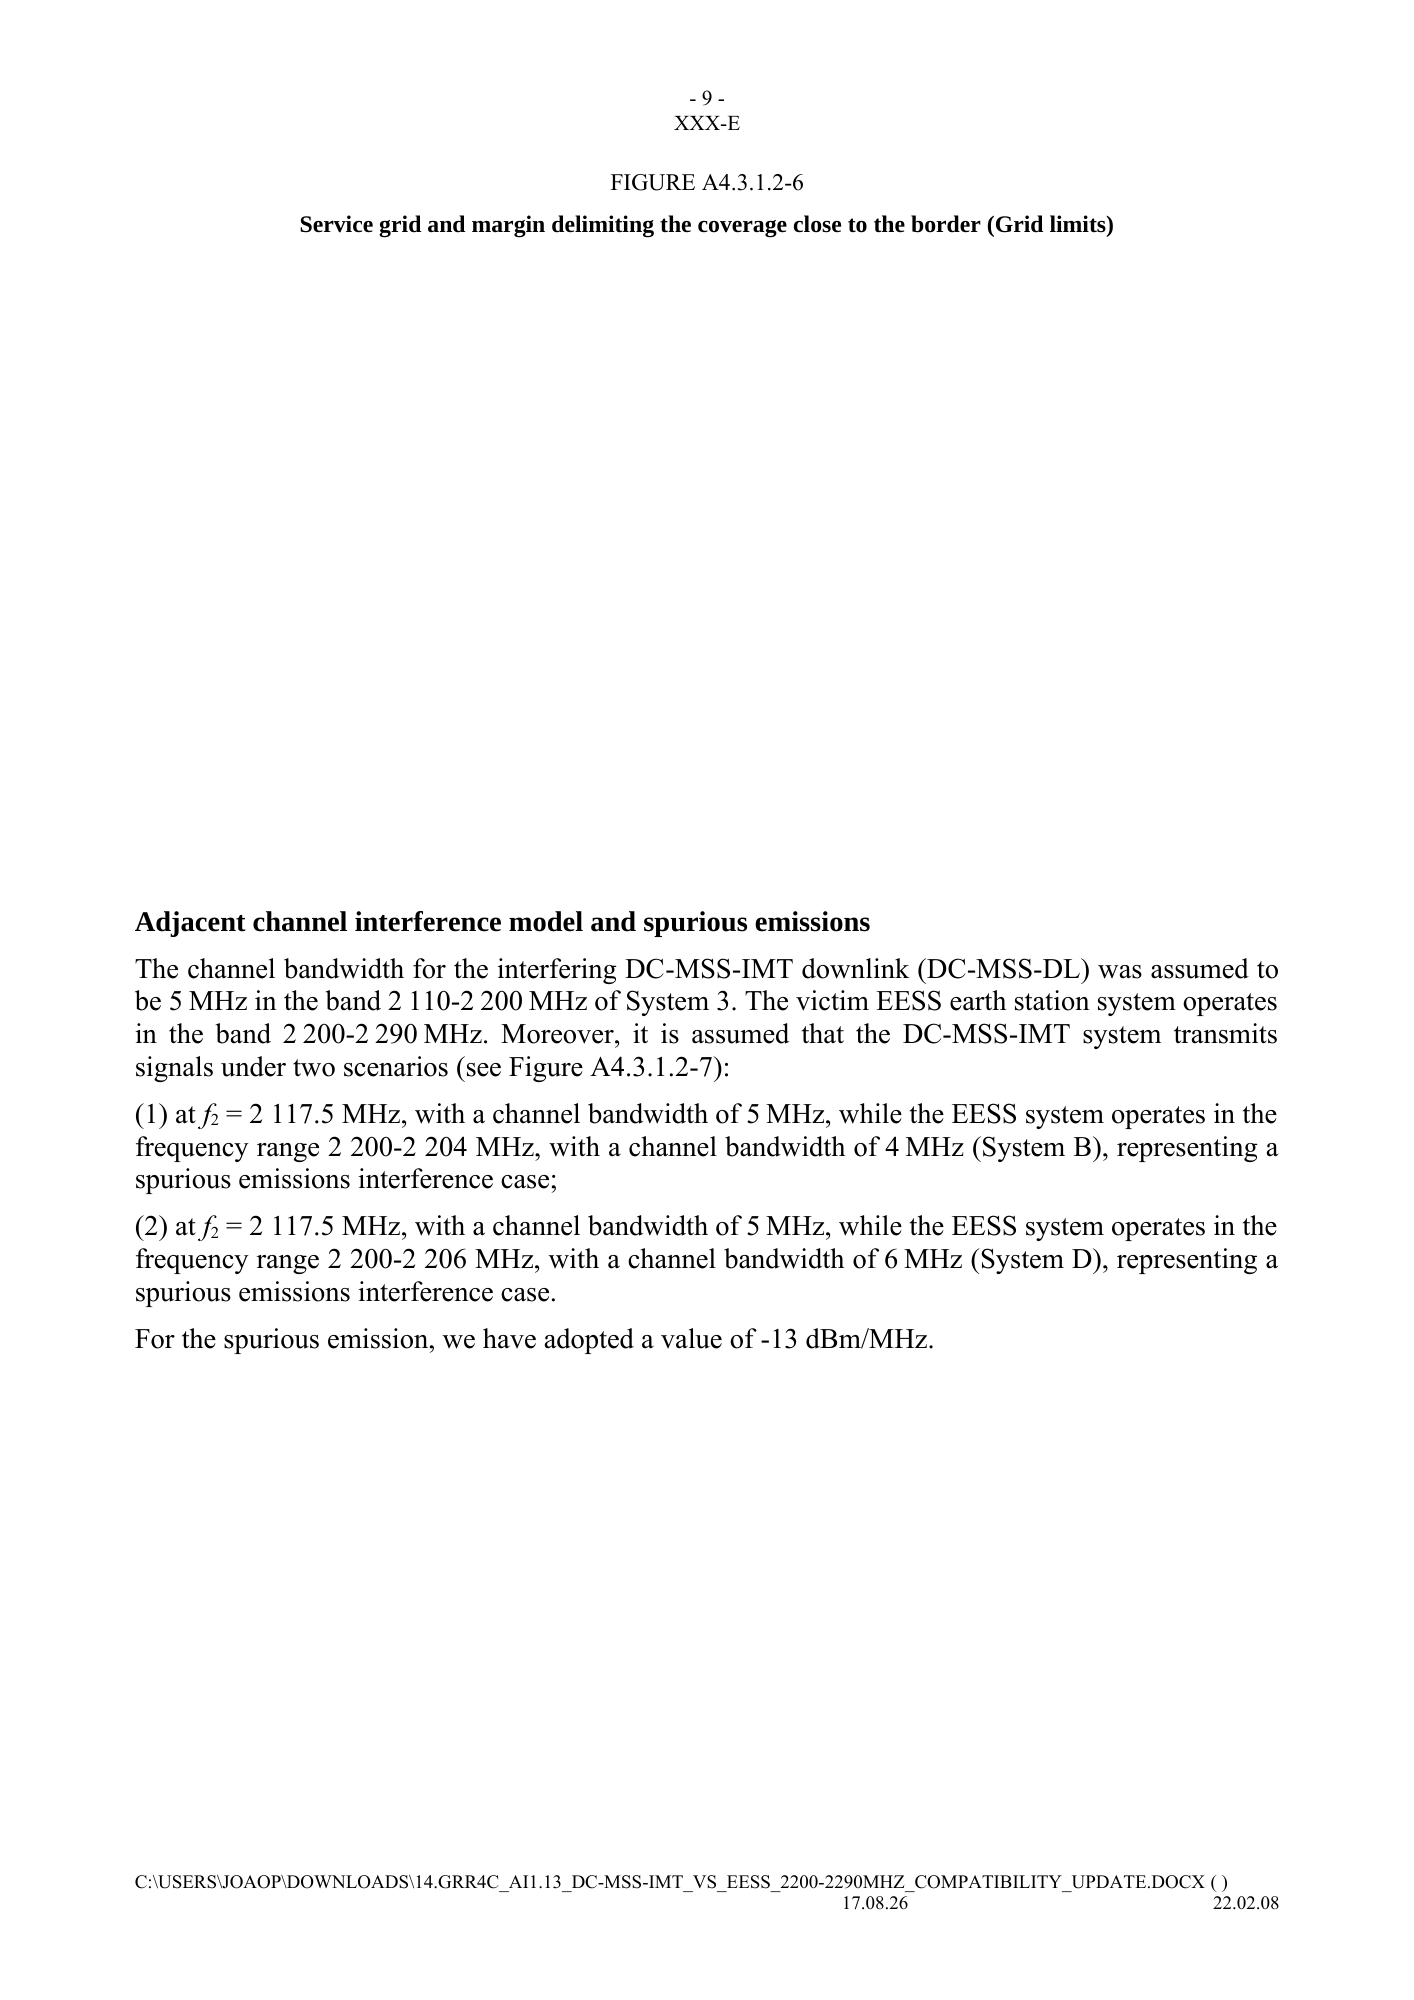 - 9 -
XXX-E
FIGURE A4.3.1.2-6
Service grid and margin delimiting the coverage close to the border (Grid limits)
Adjacent channel interference model and spurious emissions
The channel bandwidth for the interfering DC-MSS-IMT downlink (DC-MSS-DL) was assumed to
be 5 MHz in the band 2 110-2 200 MHz of System 3. The victim EESS earth station system operates
in the band 2 200-2 290 MHz. Moreover, it is assumed that the DC-MSS-IMT system transmits
signals under two scenarios (see Figure A4.3.1.2-7):
(1) at f2 = 2 117.5 MHz, with a channel bandwidth of 5 MHz, while the EESS system operates in the
frequency range 2 200-2 204 MHz, with a channel bandwidth of 4 MHz (System B), representing a
spurious emissions interference case;
(2) at f2 = 2 117.5 MHz, with a channel bandwidth of 5 MHz, while the EESS system operates in the
frequency range 2 200-2 206 MHz, with a channel bandwidth of 6 MHz (System D), representing a
spurious emissions interference case.
For the spurious emission, we have adopted a value of -13 dBm/MHz.
C:\USERS\JOAOP\DOWNLOADS\14.GRR4C_AI1.13_DC-MSS-IMT_VS_EESS_2200-2290MHZ_COMPATIBILITY_UPDATE.DOCX ( )
17.08.26 22.02.08